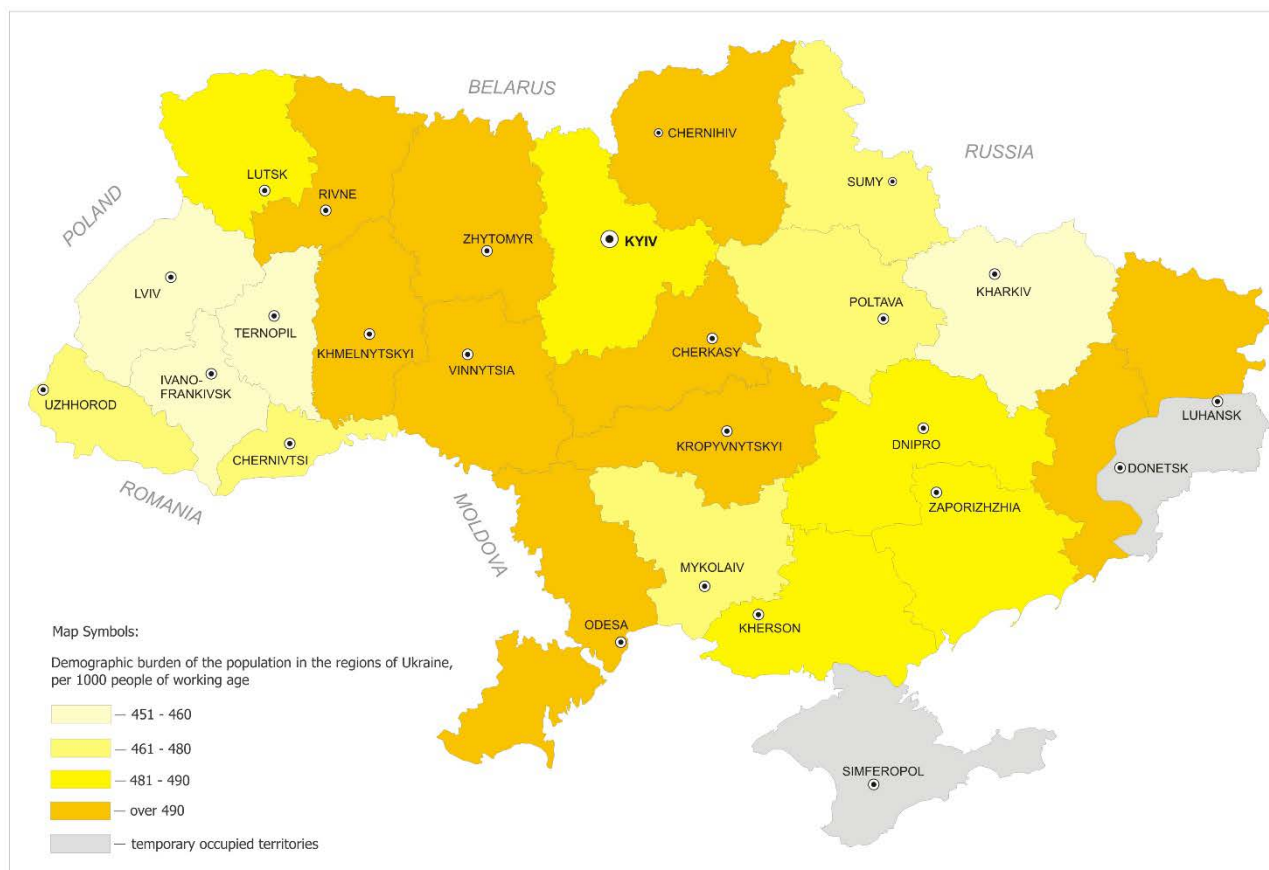 BELARUS
CHERNIHIV
RUSSIA
LUTSK
SUMY
POLAND
RIVNE
KYIV
ZHYTOMYR
LVIV
KHARKIV
TERNOPIL
POLTAVA
KHMELNYTSKYI
VINNYTSIA
CHERKASY
IVANO-
FRANKIVSK
UZHHOROD
LUHANSK
KROPYVNYTSKYI
DNIPRO
CHERNIVTSI
DONETSK
ROMANIA
ZAPORIZHZHIA
MOLDOVA
MYKOLAIV
ODESA
KHERSON
SIMFEROPOL
Map Symbols:
Demographic burden of the population in the regions of Ukraine,
per 1000 people of working age
— 451 - 460
— 461 - 480
— 481 - 490
— over 490
— temporary occupied territories